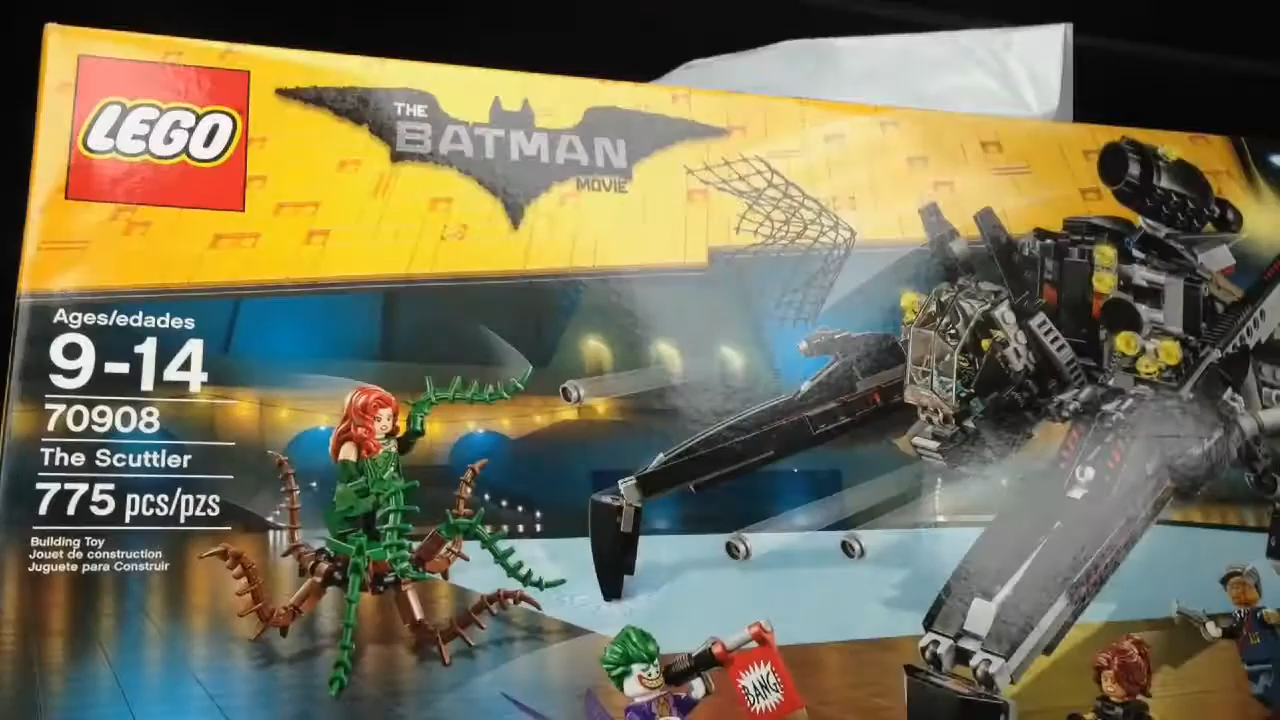 LEGO
THE
BATMAN
MOVIE
Ages/edades
9-14
70908
The Scuttler
775 pcs/pzs
Building Toy
Jouet de construction
Juguete para Construir
BANG!